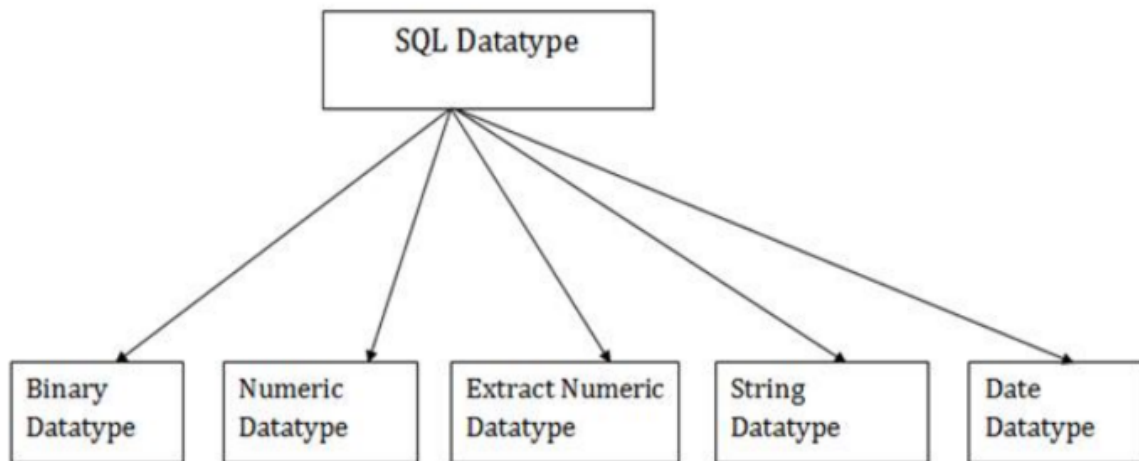 SQL Datatype
Binary
Datatype
Numeric
Datatype
Extract Numeric
Datatype
String
Datatype
Date
Datatype